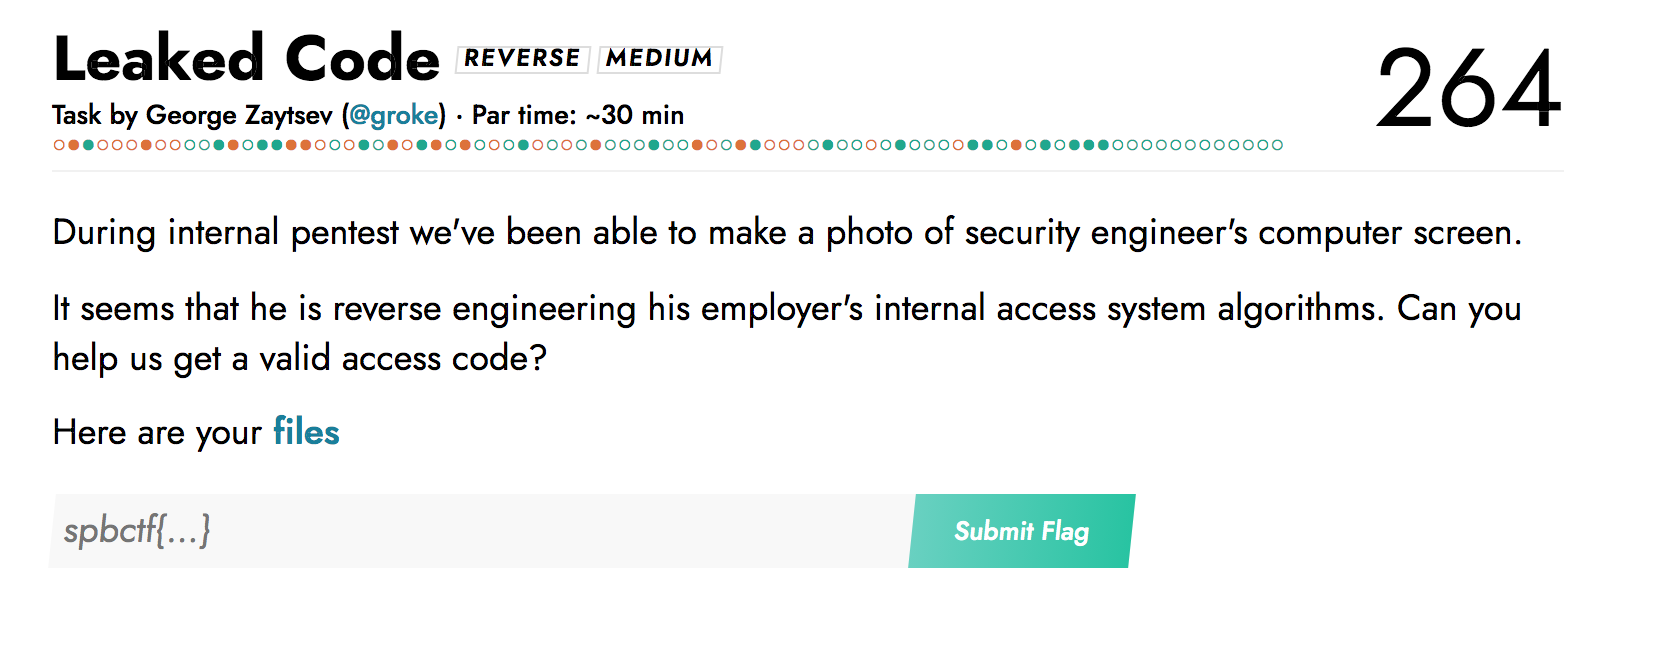 Leaked Code REVERSE MEDIUM 264
Task by George Zaytsev (@groke) · Par time: ~30 min
During internal pentest we've been able to make a photo of security engineer's computer screen.
It seems that he is reverse engineering his employer's internal access system algorithms. Can you
help us get a valid access code?
Here are your files
spbctf{...} Submit Flag